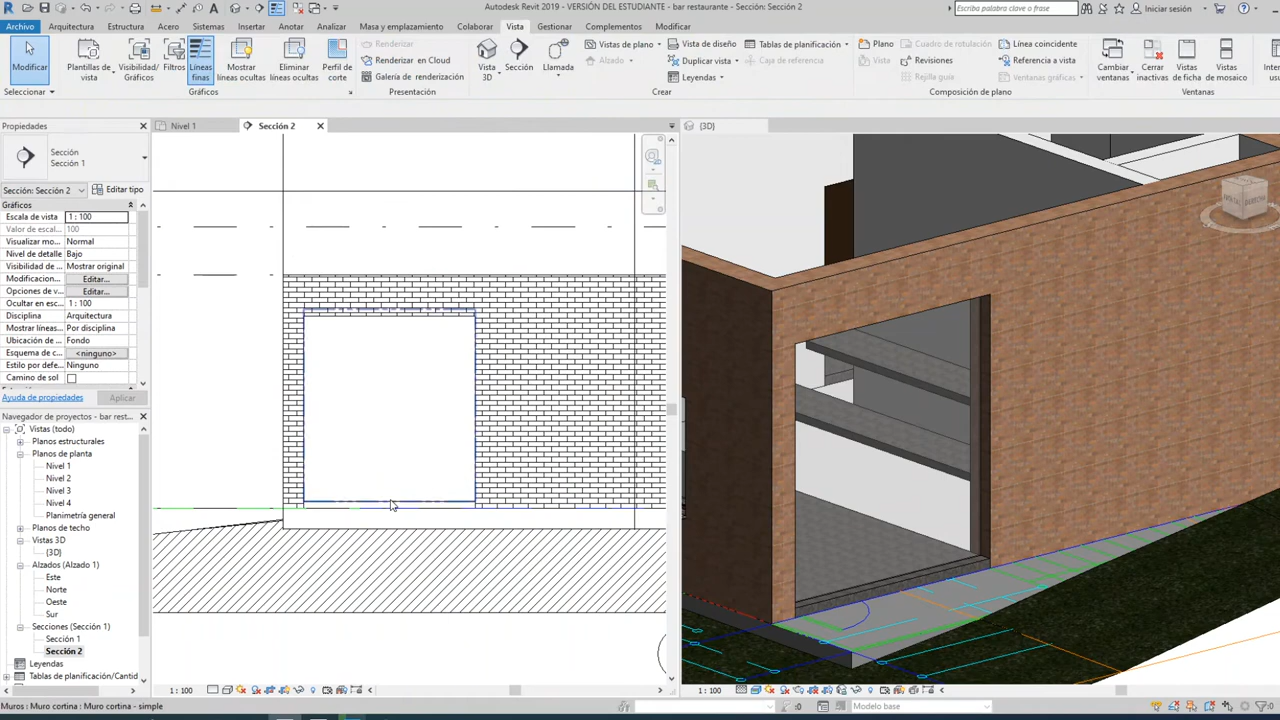 Autodesk Revit 2019 - VERSIÓN DEL ESTUDIANTE - bar restaurante - Sección: Sección 2
Escriba palabra clave o frase
Iniciar sesión
Archivo Arquitectura Estructura Acero Sistemas Insertar Anotar Analizar Masa y emplazamiento Colaborar Vista Gestionar Complementos Modificar
Modificar
Plantillas de vista
Visibilidad/ Gráficos
Filtros
Líneas finas
Mostrar líneas ocultas
Eliminar líneas ocultas
Perfil de corte
Renderizar
Renderizar en Cloud
Galería de renderización
Vista 3D
Sección
Llamada
Vistas de plano
Alzado
Vista de diseño
Duplicar vista
Leyendas
Tablas de planificación
Caja de referencia
Plano
Vista
Cuadro de rotulación
Revisiones
Rejilla guía
Línea coincidente
Referencia a vista
Ventanas gráficas
Cambiar ventanas
Cerrar inactivas
Vistas de ficha
Vistas de mosaico
Seleccionar
Gráficos
Presentación
Crear
Composición de plano
Ventanas
Propiedades
Nivel 1
Sección 2
{3D}
Sección
Sección 1
Sección: Sección 2
Editar tipo
Gráficos
Escala de vista 1 : 100
Valor de escal... 100
Visualizar mo... Normal
Nivel de detalle Bajo
Visibilidad de ... Mostrar original
Modificacion... Editar...
Opciones de v... Editar...
Ocultar en esc... 1 : 100
Disciplina Arquitectura
Mostrar líneas... Por disciplina
Ubicación de ... Fondo
Esquema de c... <ninguno>
Estilo por defe... Ninguno
Camino de sol
Ayuda de propiedades
Aplicar
Navegador de proyectos - bar rest...
Vistas (todo)
Planos estructurales
Planos de planta
Nivel 1
Nivel 2
Nivel 3
Nivel 4
Planimetría general
Planos de techo
Vistas 3D
{3D}
Alzados (Alzado 1)
Este
Norte
Oeste
Sur
Secciones (Sección 1)
Sección 1
Sección 2
Leyendas
Tablas de planificación/Cantid
1 : 100
1 : 100
Muros : Muro cortina : Muro cortina - simple
:0
Modelo base
:0